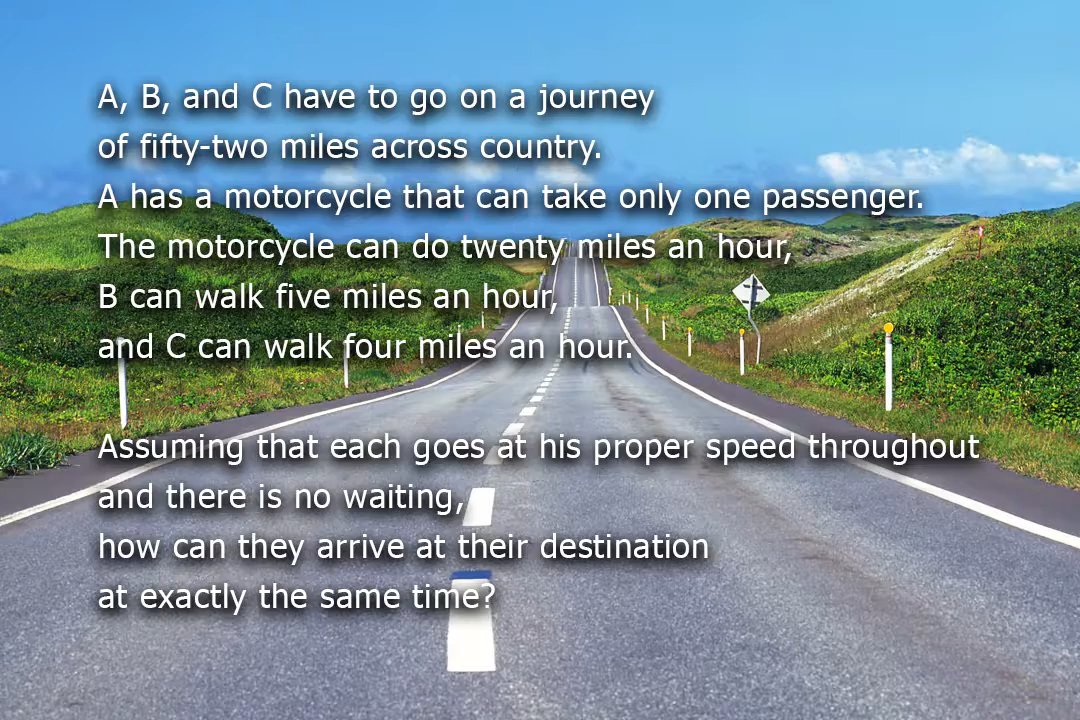 A, B, and C have to go on a journey
of fifty-two miles across country.
A has a motorcycle that can take only one passenger.
The motorcycle can do twenty miles an hour,
B can walk five miles an hour,
and C can walk four miles an hour.
Assuming that each goes at his proper speed throughout
and there is no waiting,
how can they arrive at their destination
at exactly the same time?